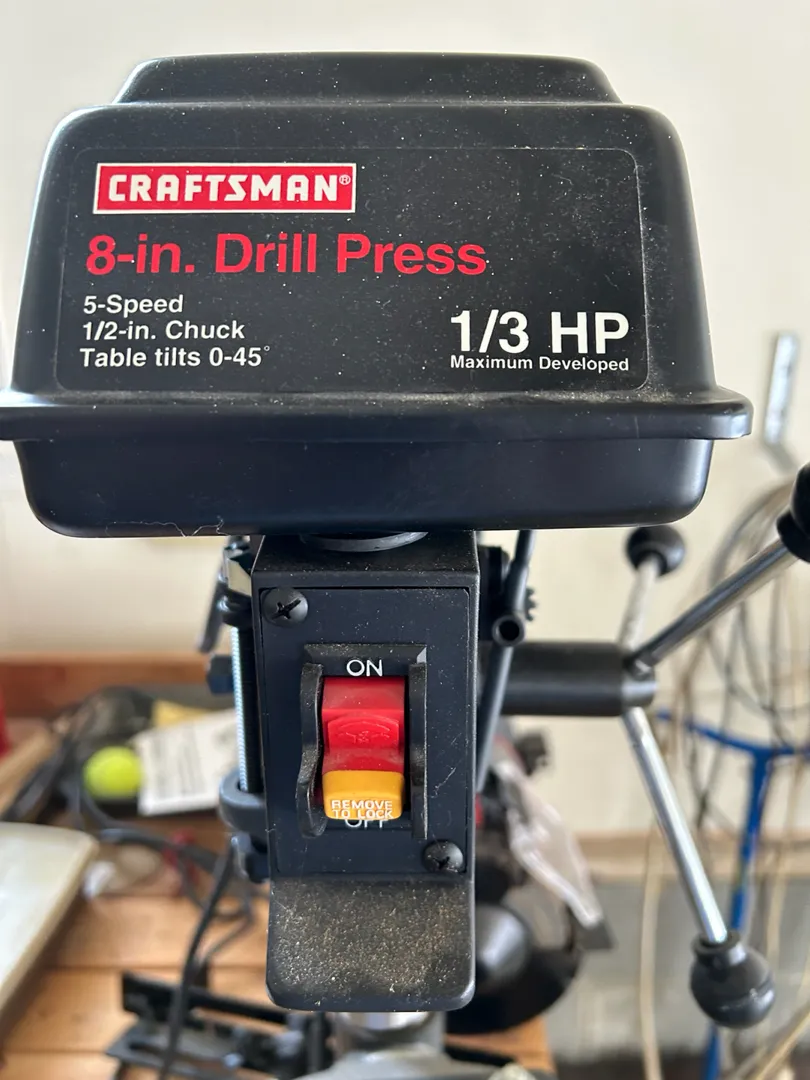 CRAFTSMAN®
8-in. Drill Press
5-Speed
1/2-in. Chuck
Table tilts 0-45°
1/3 HP
Maximum Developed
ON
REMOVE
TO LOCK
OFF